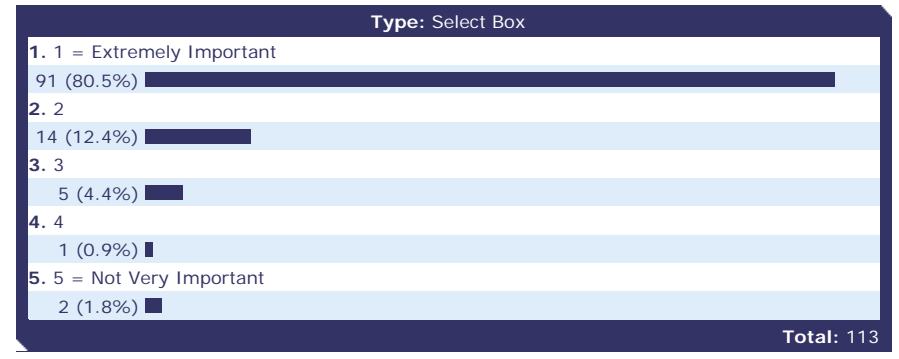 Type: Select Box
1. 1 = Extremely Important
91 (80.5%)
2. 2
14 (12.4%)
3. 3
5 (4.4%)
4. 4
1 (0.9%)
5. 5 = Not Very Important
2 (1.8%)
Total: 113